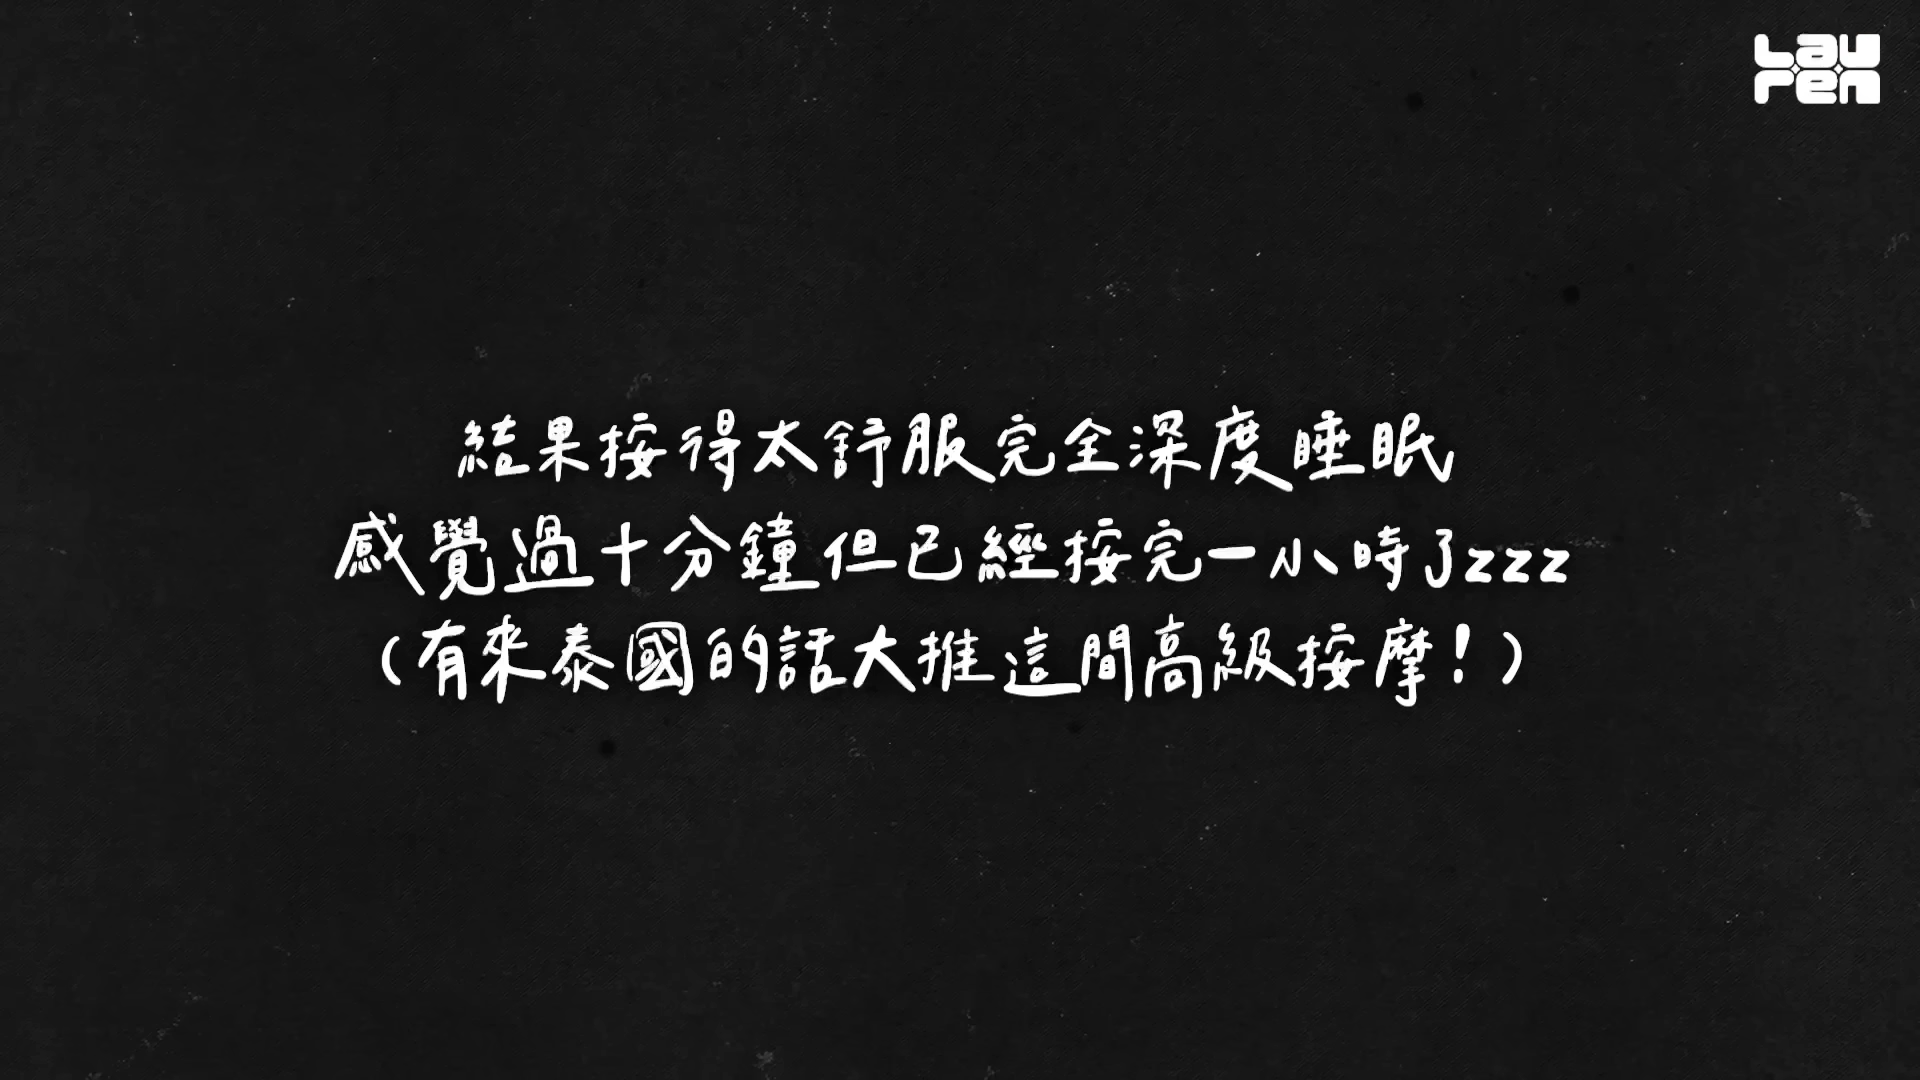 Lau
ren
結果按得太舒服完全深度睡眠
感覺過十分鐘但已經按完一小時了zzz
(有來泰國的話大推這間高級按摩!)